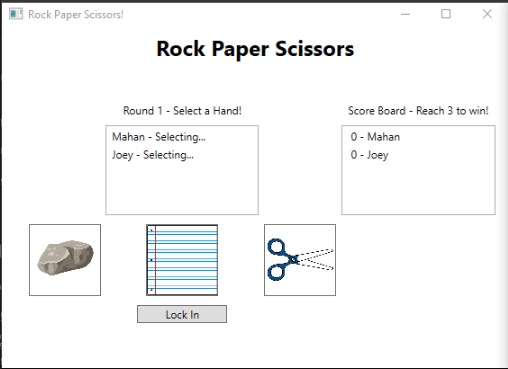 Rock Paper Scissors!
Rock Paper Scissors
Round 1 - Select a Hand!
Mahan - Selecting...
Joey - Selecting...
Score Board - Reach 3 to win!
0 - Mahan
0 - Joey
Lock In